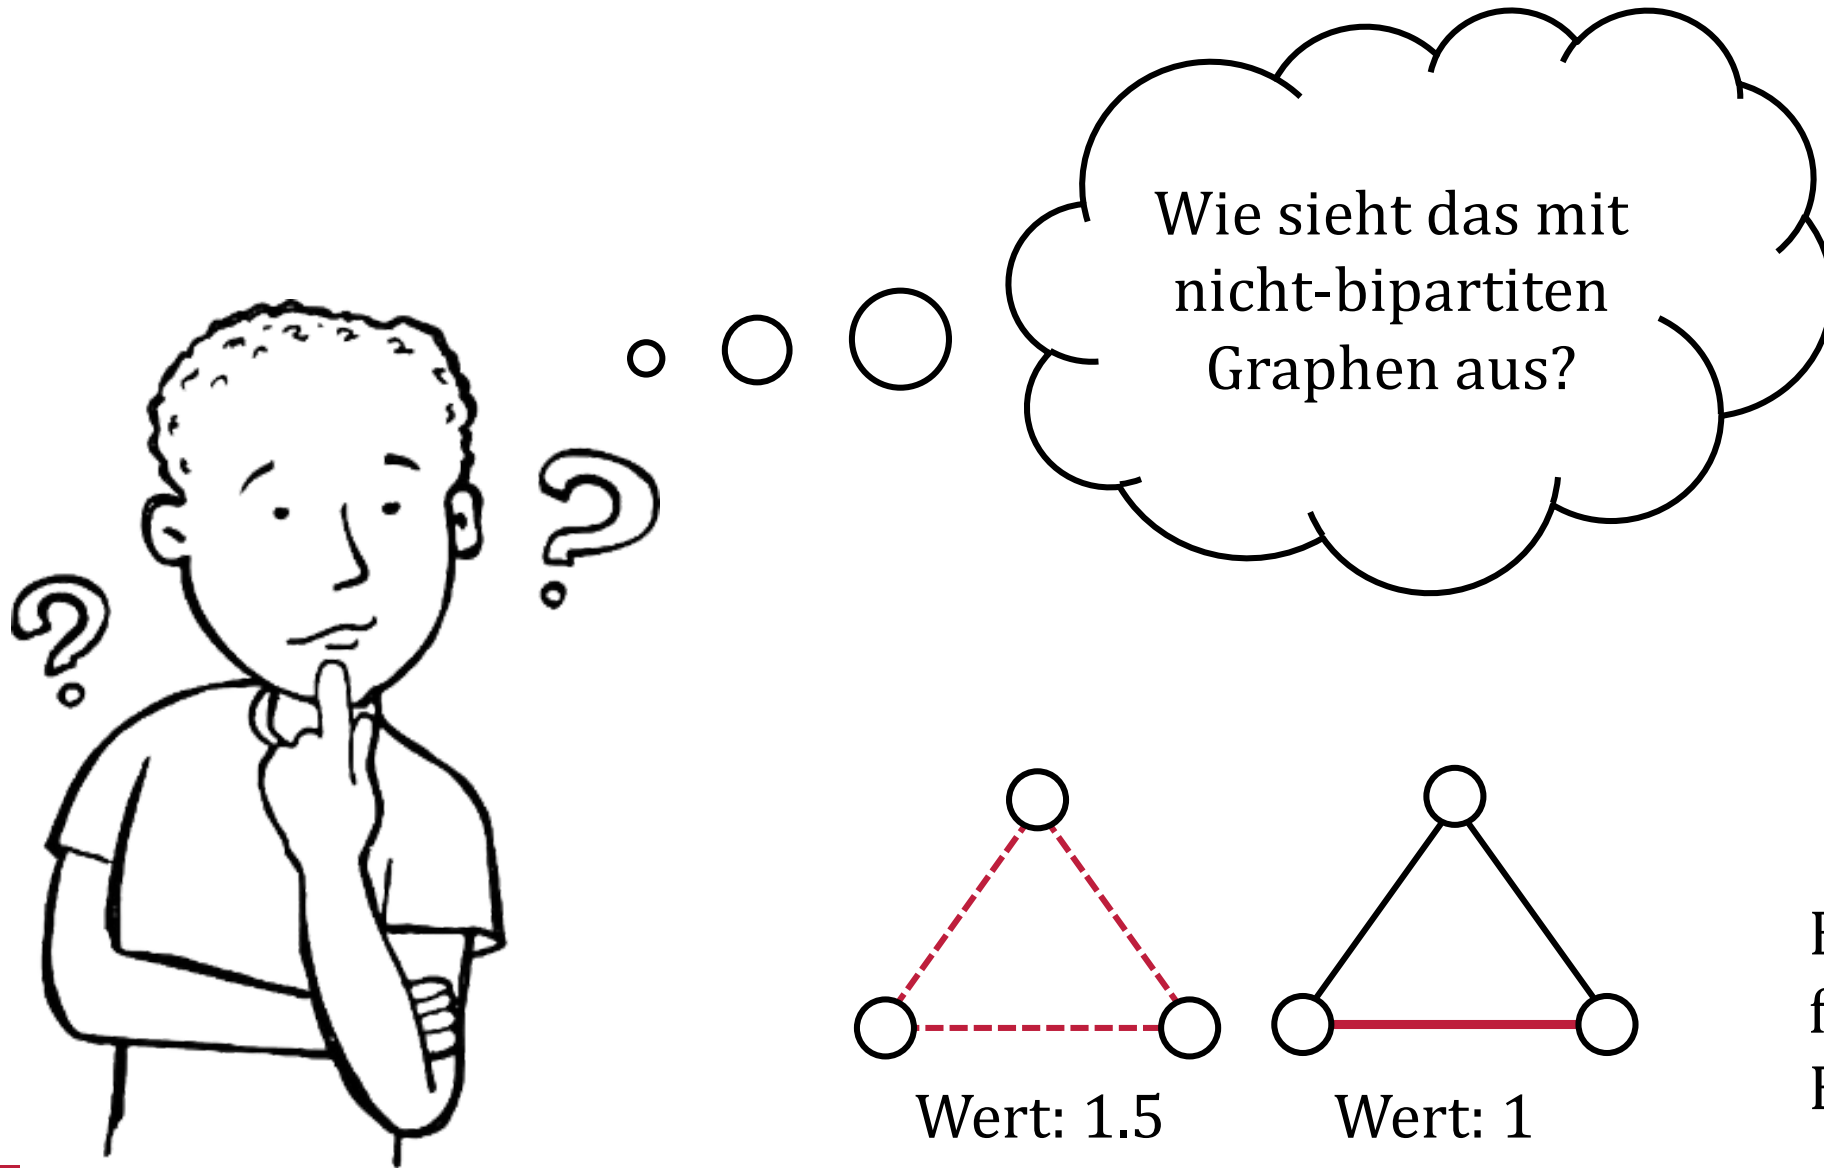 Wie sieht das mit
nicht-bipartiten
Graphen aus?
Wert: 1.5
Wert: 1